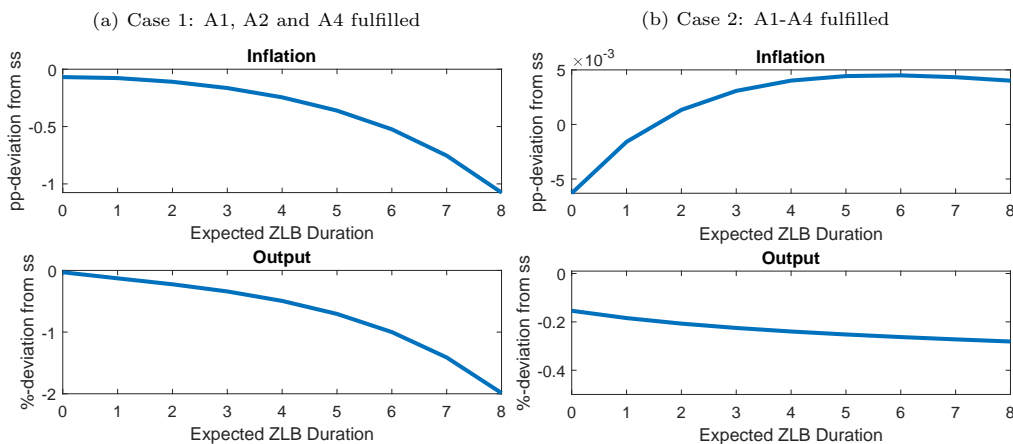 (a) Case 1: A1, A2 and A4 fulfilled
Inflation
pp-deviation from ss
0
-0.5
-1
0 1 2 3 4 5 6 7 8
Expected ZLB Duration
Output
%-deviation from ss
0
-1
-2
0 1 2 3 4 5 6 7 8
Expected ZLB Duration
(b) Case 2: A1-A4 fulfilled
×10⁻³
Inflation
pp-deviation from ss
5
0
-5
0 1 2 3 4 5 6 7 8
Expected ZLB Duration
Output
%-deviation from ss
0
-0.2
-0.4
0 1 2 3 4 5 6 7 8
Expected ZLB Duration